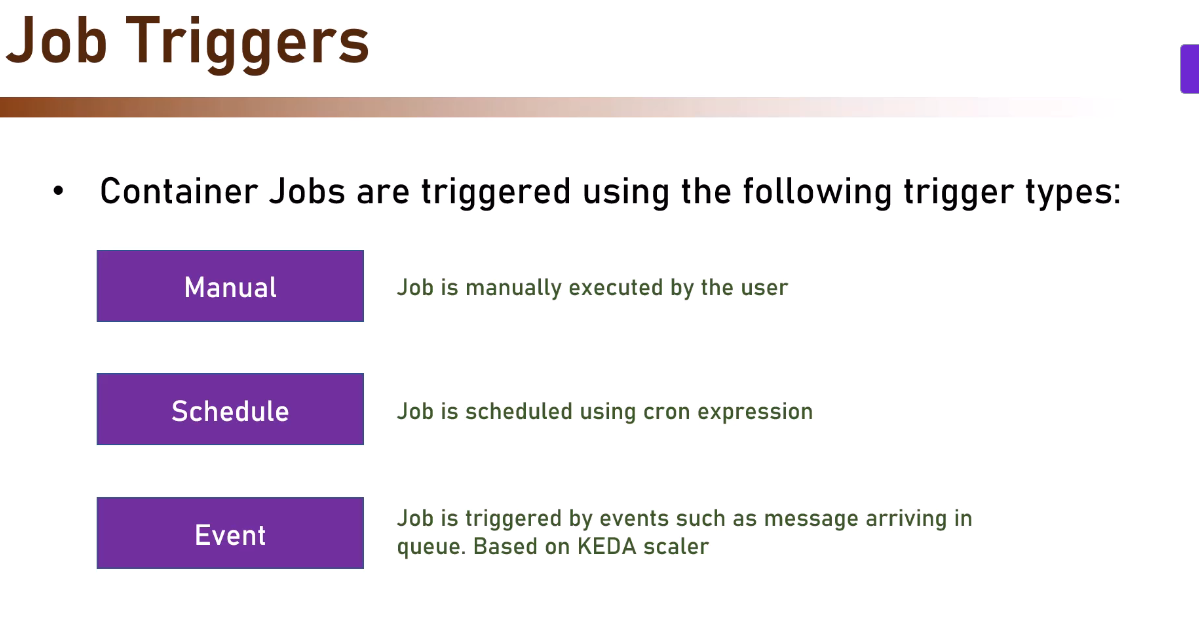 Job Triggers
• Container Jobs are triggered using the following trigger types:
Manual
Job is manually executed by the user
Schedule
Job is scheduled using cron expression
Event
Job is triggered by events such as message arriving in
queue. Based on KEDA scaler